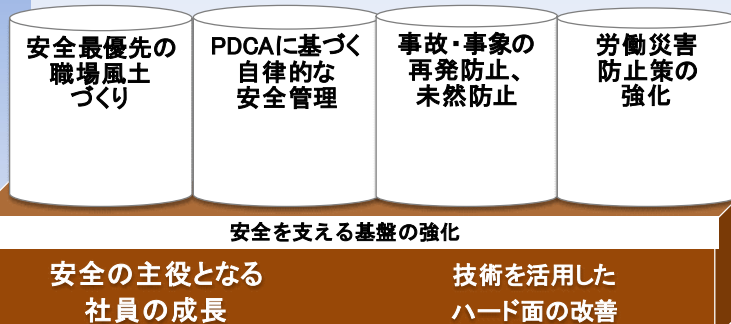 安全最優先の
職場風土
づくり
PDCAに基づく
自律的な
安全管理
事故・事象の
再発防止、
未然防止
労働災害
防止策の
強化
安全を支える基盤の強化
安全の主役となる
社員の成長
技術を活用した
ハード面の改善